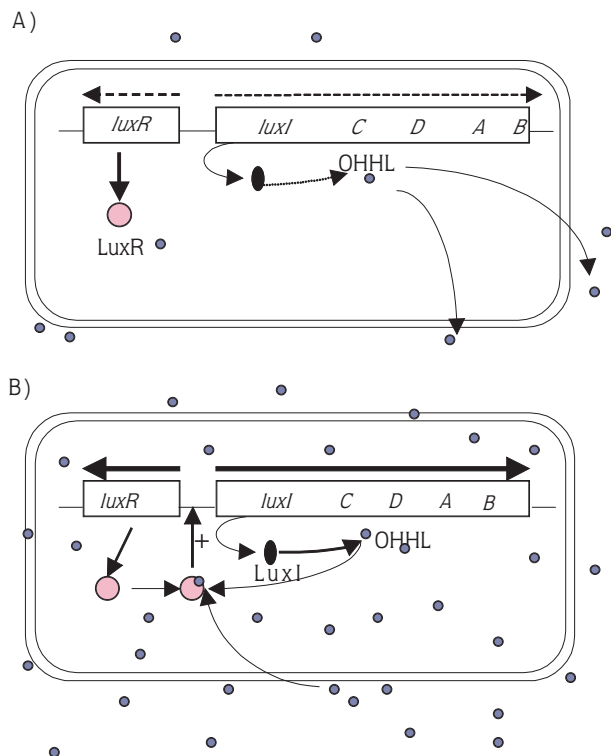 A)
luxR luxI C D A B
OHHL
LuxR
B)
luxR luxI C D A B
+ OHHL
LuxI